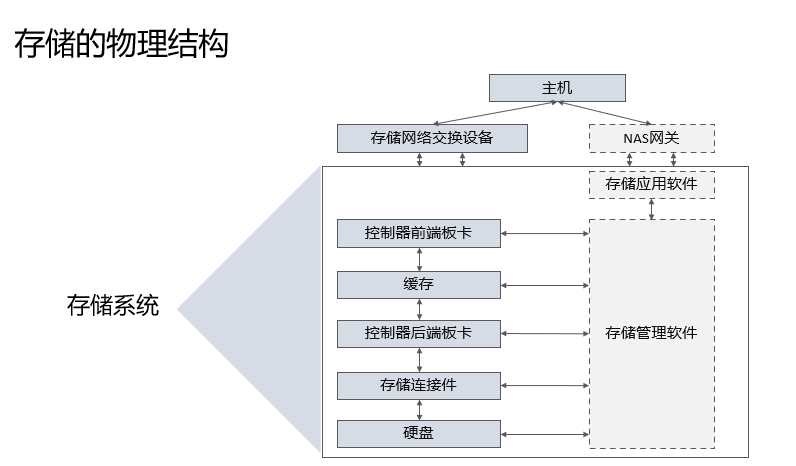 存储的物理结构
主机
存储网络交换设备
NAS网关
存储应用软件
控制器前端板卡
缓存
存储系统
控制器后端板卡
存储管理软件
存储连接件
硬盘